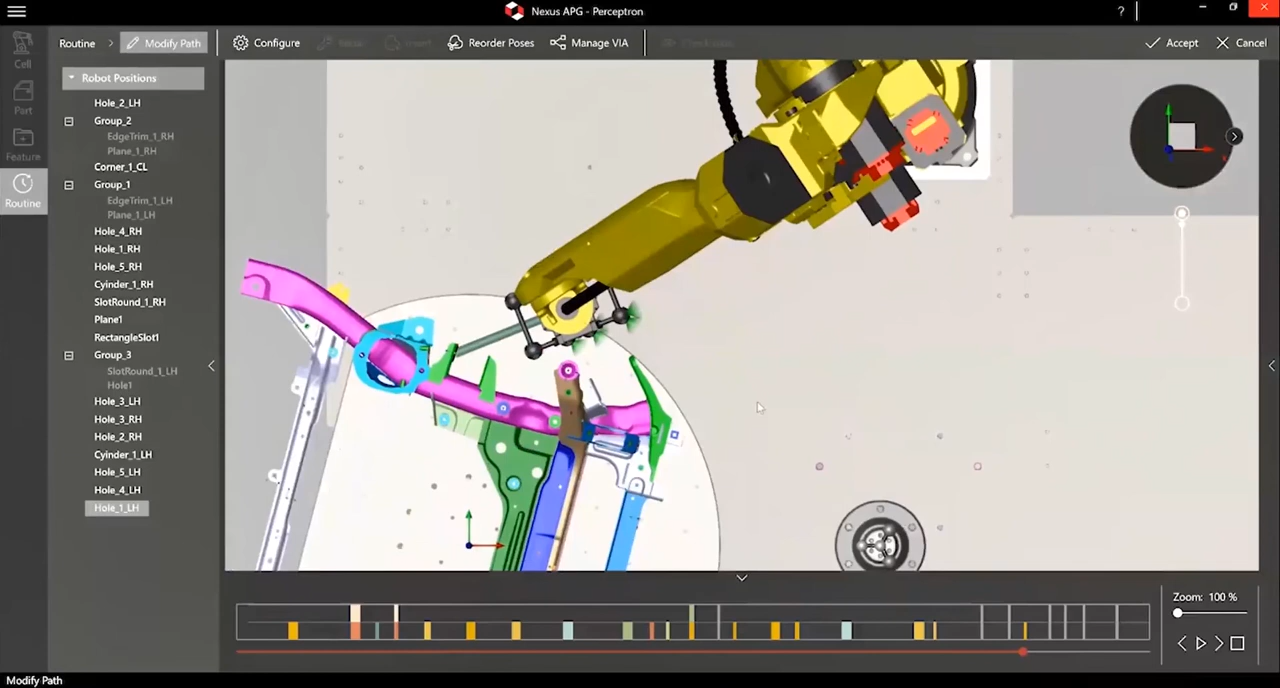 Nexus APG - Perceptron
?
Routine > Modify Path
Configure
Reorder Poses
Manage VIA
Accept
Cancel
Cell
Part
Feature
Routine
Robot Positions
Hole_2_LH
Group_2
EdgeTrim_1_RH
Plane_1_RH
Corner_1_CL
Group_1
EdgeTrim_1_LH
Plane_1_LH
Hole_4_RH
Hole_1_RH
Hole_5_RH
Cyinder_1_RH
SlotRound_1_RH
Plane1
RectangleSlot1
Group_3
SlotRound_1_LH
Hole1
Hole_3_LH
Hole_3_RH
Hole_2_RH
Cyinder_1_LH
Hole_5_LH
Hole_4_LH
Hole_1_LH
Zoom: 100 %
Modify Path